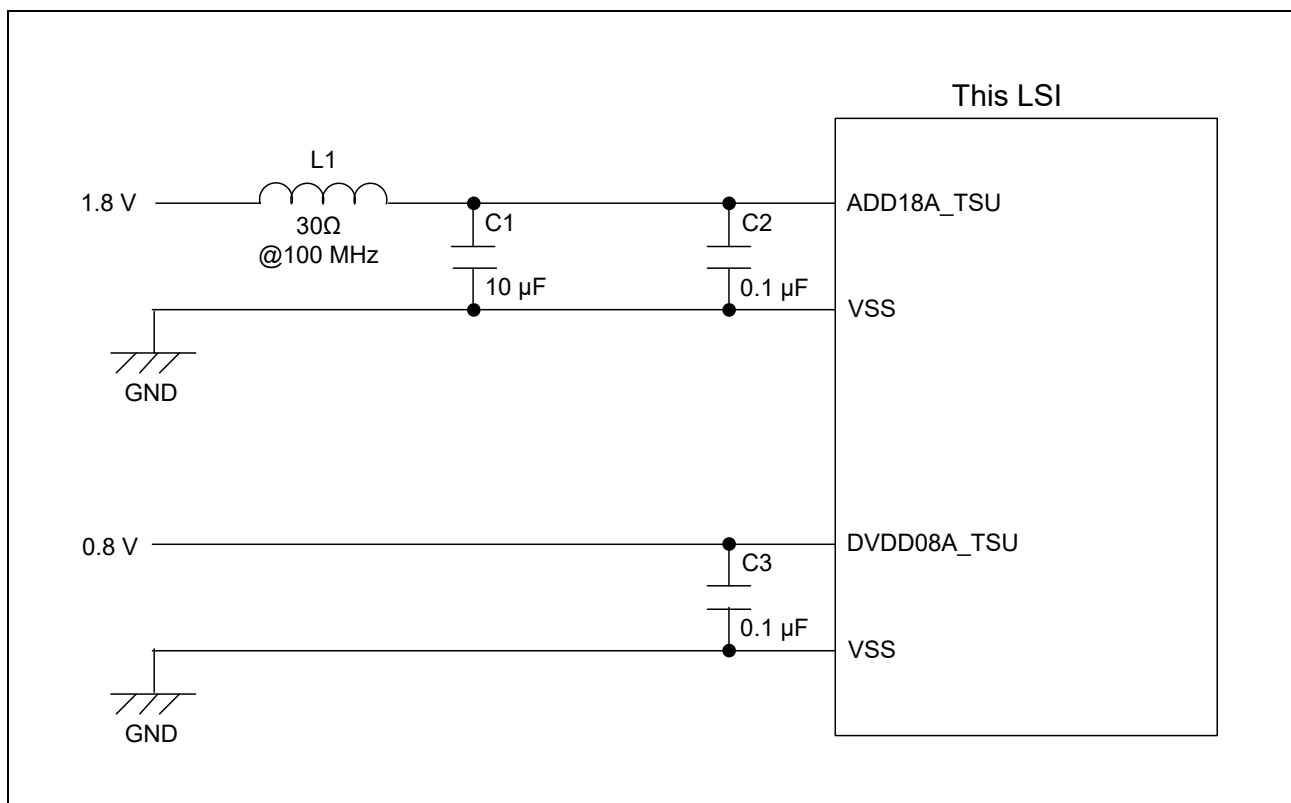 This LSI
L1
1.8 V
30Ω
@100 MHz
C1
10 µF
C2
0.1 µF
ADD18A_TSU
VSS
GND
0.8 V
C3
0.1 µF
DVDD08A_TSU
VSS
GND